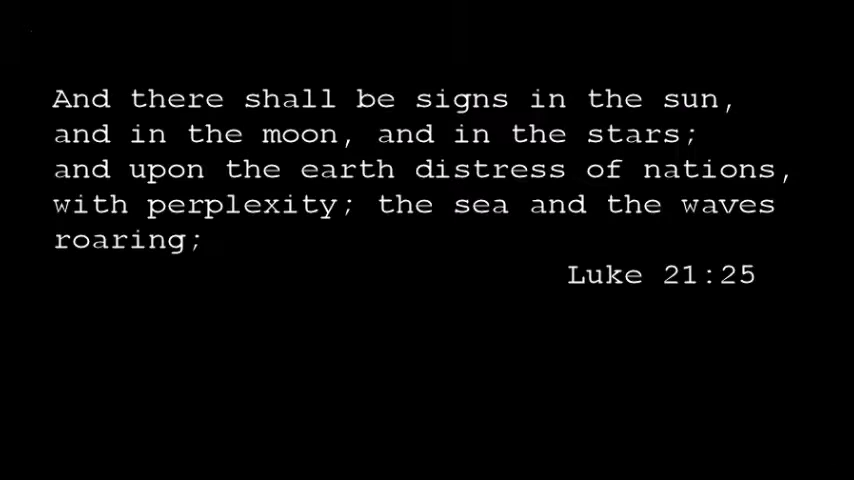 And there shall be signs in the sun,
and in the moon, and in the stars;
and upon the earth distress of nations,
with perplexity; the sea and the waves
roaring;
Luke 21:25